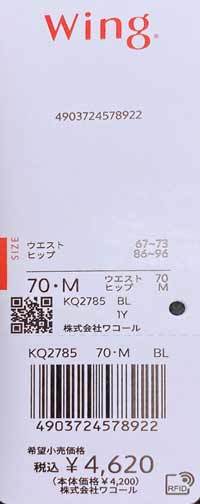 Wing®
4903724578922
SIZE
ウエスト 67~73
ヒップ 86~96
70・M ウエスト 70
ヒップ M
KQ2785 BL
1Y
株式会社ワコール
KQ2785 70・M BL
4903724578922
希望小売価格
税込 ¥4,620
(本体価格¥4,200)
株式会社ワコール
RFID